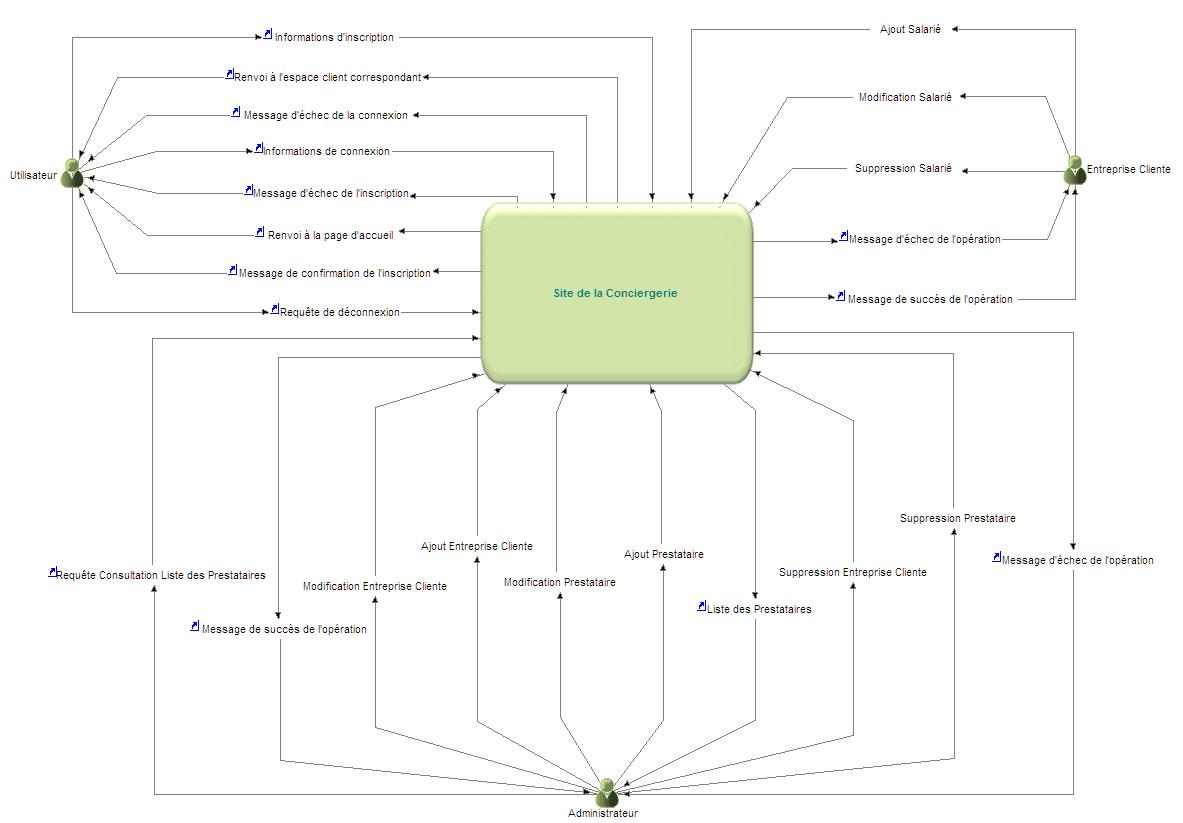 Informations d'inscription
Ajout Salarié
Renvoi à l'espace client correspondant
Modification Salarié
Message d'échec de la connexion
Informations de connexion
Utilisateur
Suppression Salarié
Entreprise Cliente
Message d'échec de l'inscription
Renvoi à la page d'accueil
Message d'échec de l'opération
Message de confirmation de l'inscription
Site de la Conciergerie
Message de succès de l'opération
Requête de déconnexion
Suppression Prestataire
Ajout Entreprise Cliente
Ajout Prestataire
Message d'échec de l'opération
Requête Consultation Liste des Prestataires
Modification Entreprise Cliente
Modification Prestataire
Suppression Entreprise Cliente
Liste des Prestataires
Message de succès de l'opération
Administrateur